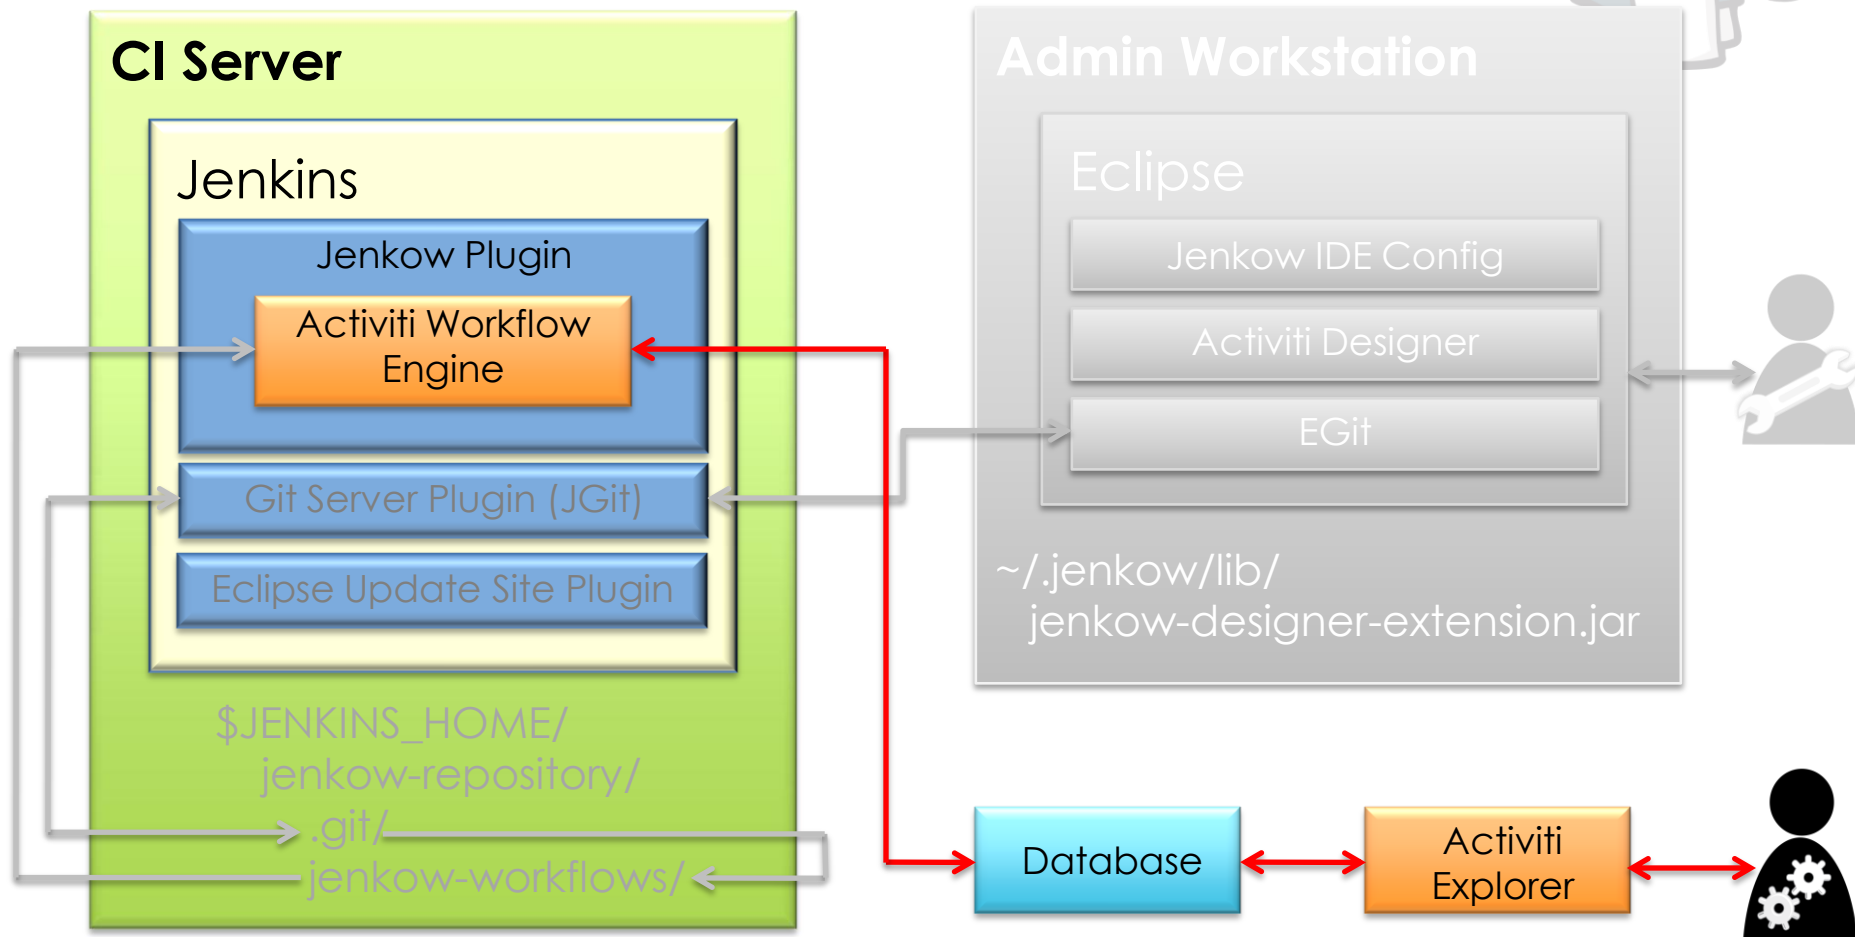 CI Server
Jenkins
Jenkow Plugin
Activiti Workflow
Engine
Git Server Plugin (JGit)
Eclipse Update Site Plugin
$JENKINS_HOME/
jenkow-repository/
.git/
jenkow-workflows/
Admin Workstation
Eclipse
Jenkow IDE Config
Activiti Designer
EGit
~/.jenkow/lib/
jenkow-designer-extension.jar
Database
Activiti
Explorer